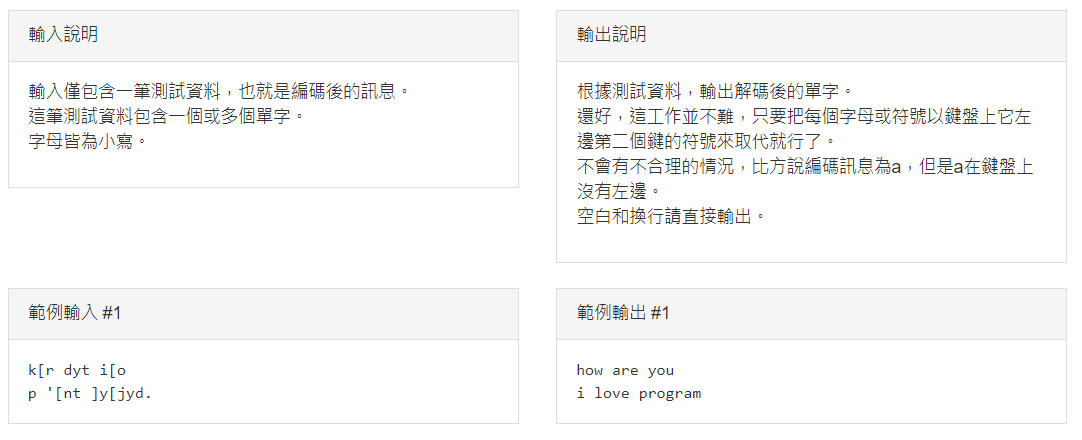 輸入說明
輸入僅包含一筆測試資料，也就是編碼後的訊息。
這筆測試資料包含一個或多個單字。
字母皆為小寫。
輸出說明
根據測試資料，輸出解碼後的單字。
還好，這工作並不難，只要把每個字母或符號以鍵盤上它左
邊第二個鍵的符號來取代就行了。
不會有不合理的情況，比方說編碼訊息為a，但是a在鍵盤上
沒有左邊。
空白和換行請直接輸出。
範例輸入 #1
k[r dyt i[o
p '[nt ]y[jyd.
範例輸出 #1
how are you
i love program